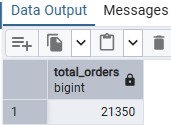 Data Output Messages
total_orders
bigint
1 21350